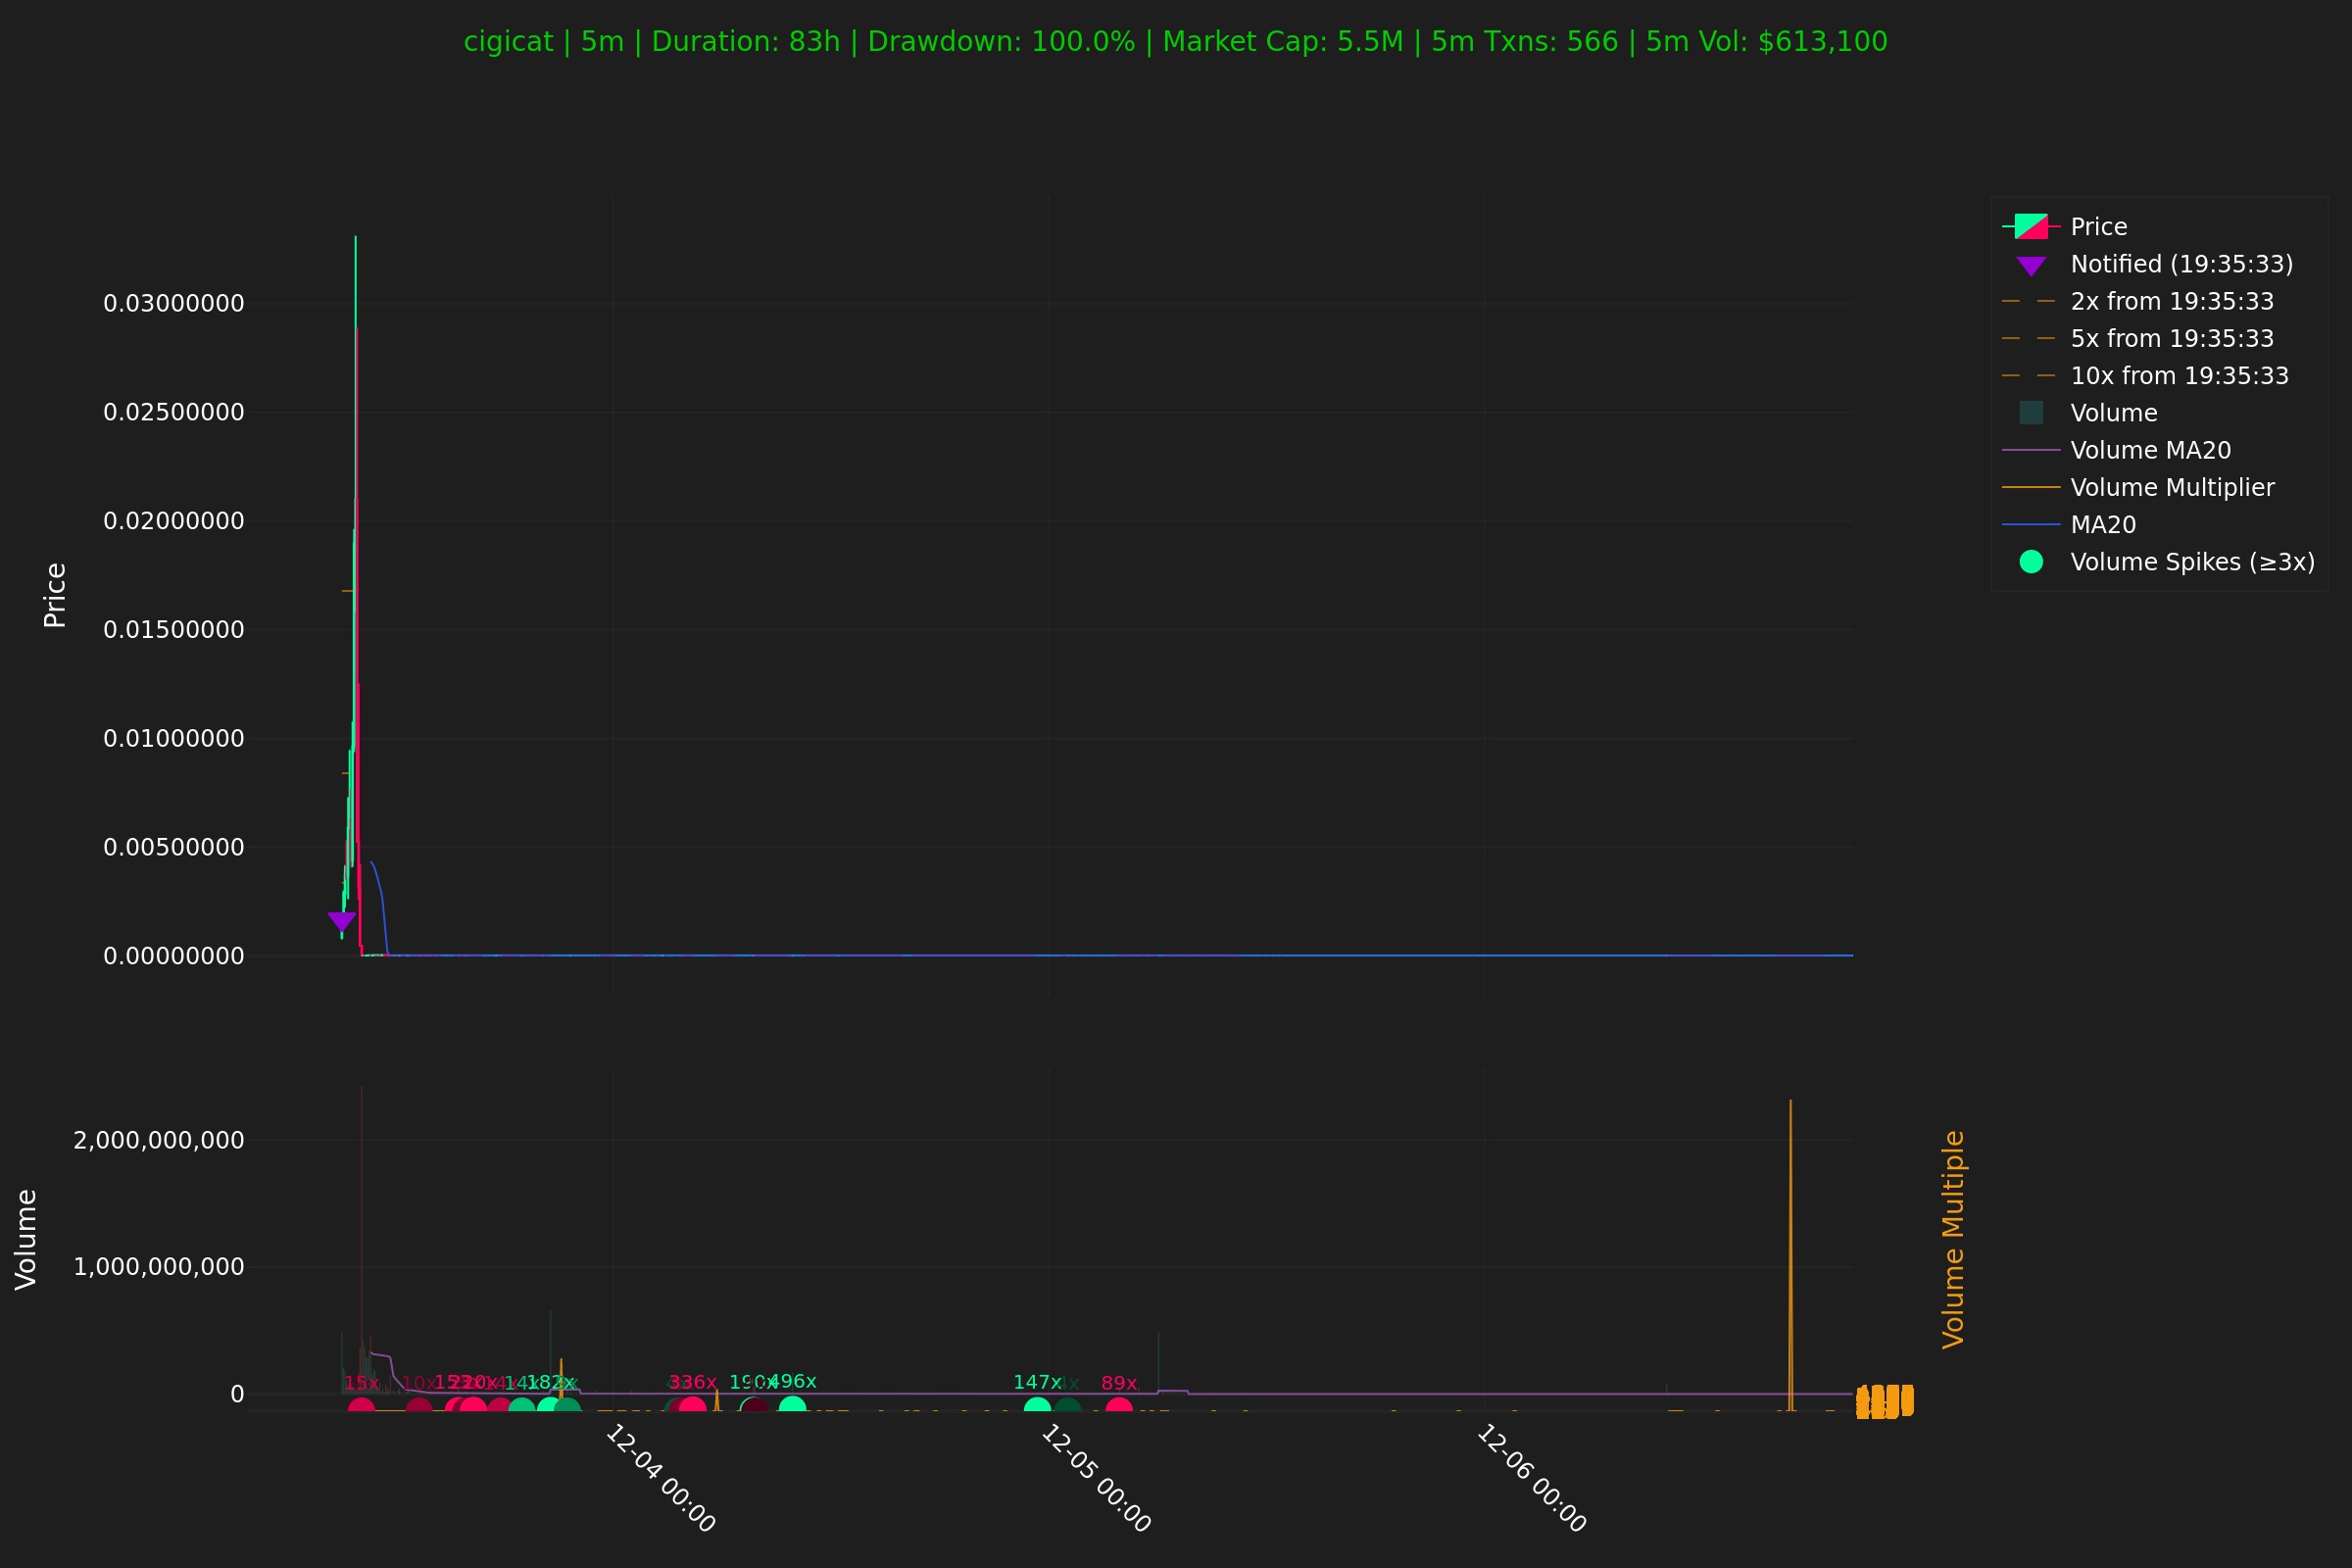 cigicat | 5m | Duration: 83h | Drawdown: 100.0% | Market Cap: 5.5M | 5m Txns: 566 | 5m Vol: $613,100
Price
Notified (19:35:33)
2x from 19:35:33
5x from 19:35:33
10x from 19:35:33
Volume
Volume MA20
Volume Multiplier
MA20
Volume Spikes (≥3x)
Price
0.03000000
0.02500000
0.02000000
0.01500000
0.01000000
0.00500000
0.00000000
Volume
2,000,000,000
1,000,000,000
0
15x
10x
182x
336x
190x
496x
147x
4x
89x
Volume Multiple
12-04 00:00
12-05 00:00
12-06 00:00